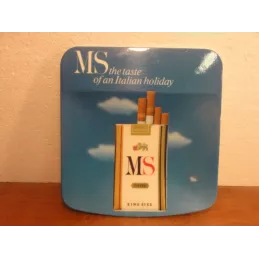 MS the taste
of an Italian holiday
MS
KING SIZE